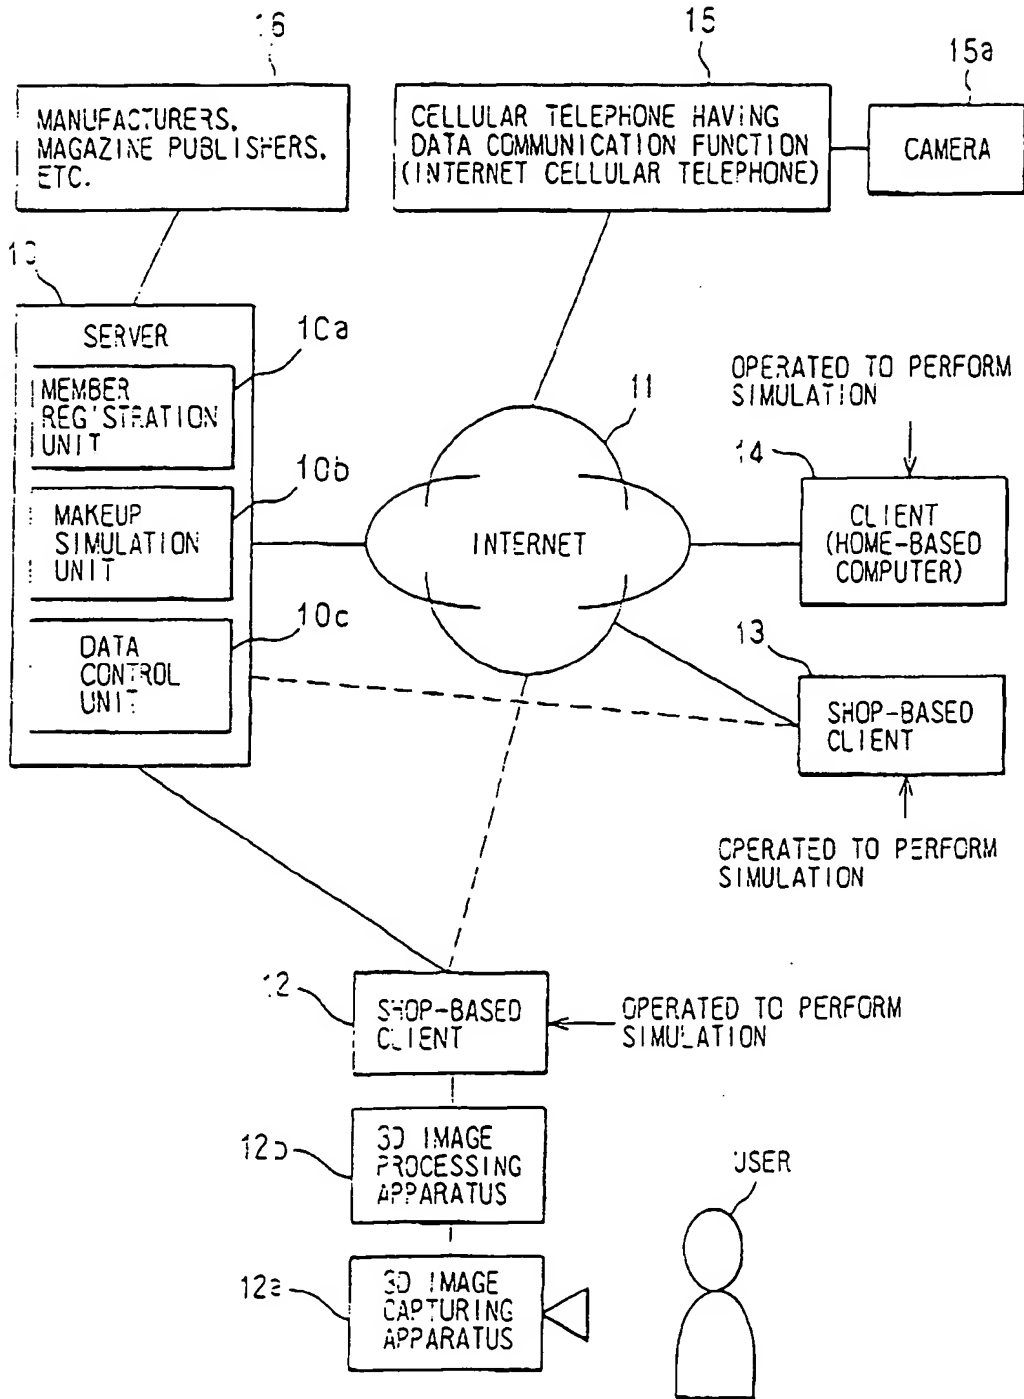 16
15
15a
MANUFACTURERS,
MAGAZINE PUBLISHERS,
ETC.
CELLULAR TELEPHONE HAVING
DATA COMMUNICATION FUNCTION
(INTERNET CELLULAR TELEPHONE)
CAMERA
10
SERVER
10a
MEMBER
REGISTRATION
UNIT
10b
MAKEUP
SIMULATION
UNIT
10c
DATA
CONTROL
UNIT
11
INTERNET
OPERATED TO PERFORM
SIMULATION
14
CLIENT
(HOME-BASED
COMPUTER)
13
SHOP-BASED
CLIENT
OPERATED TO PERFORM
SIMULATION
12
SHOP-BASED
CLIENT
OPERATED TO PERFORM
SIMULATION
12b
3D IMAGE
PROCESSING
APPARATUS
12a
3D IMAGE
CAPTURING
APPARATUS
USER